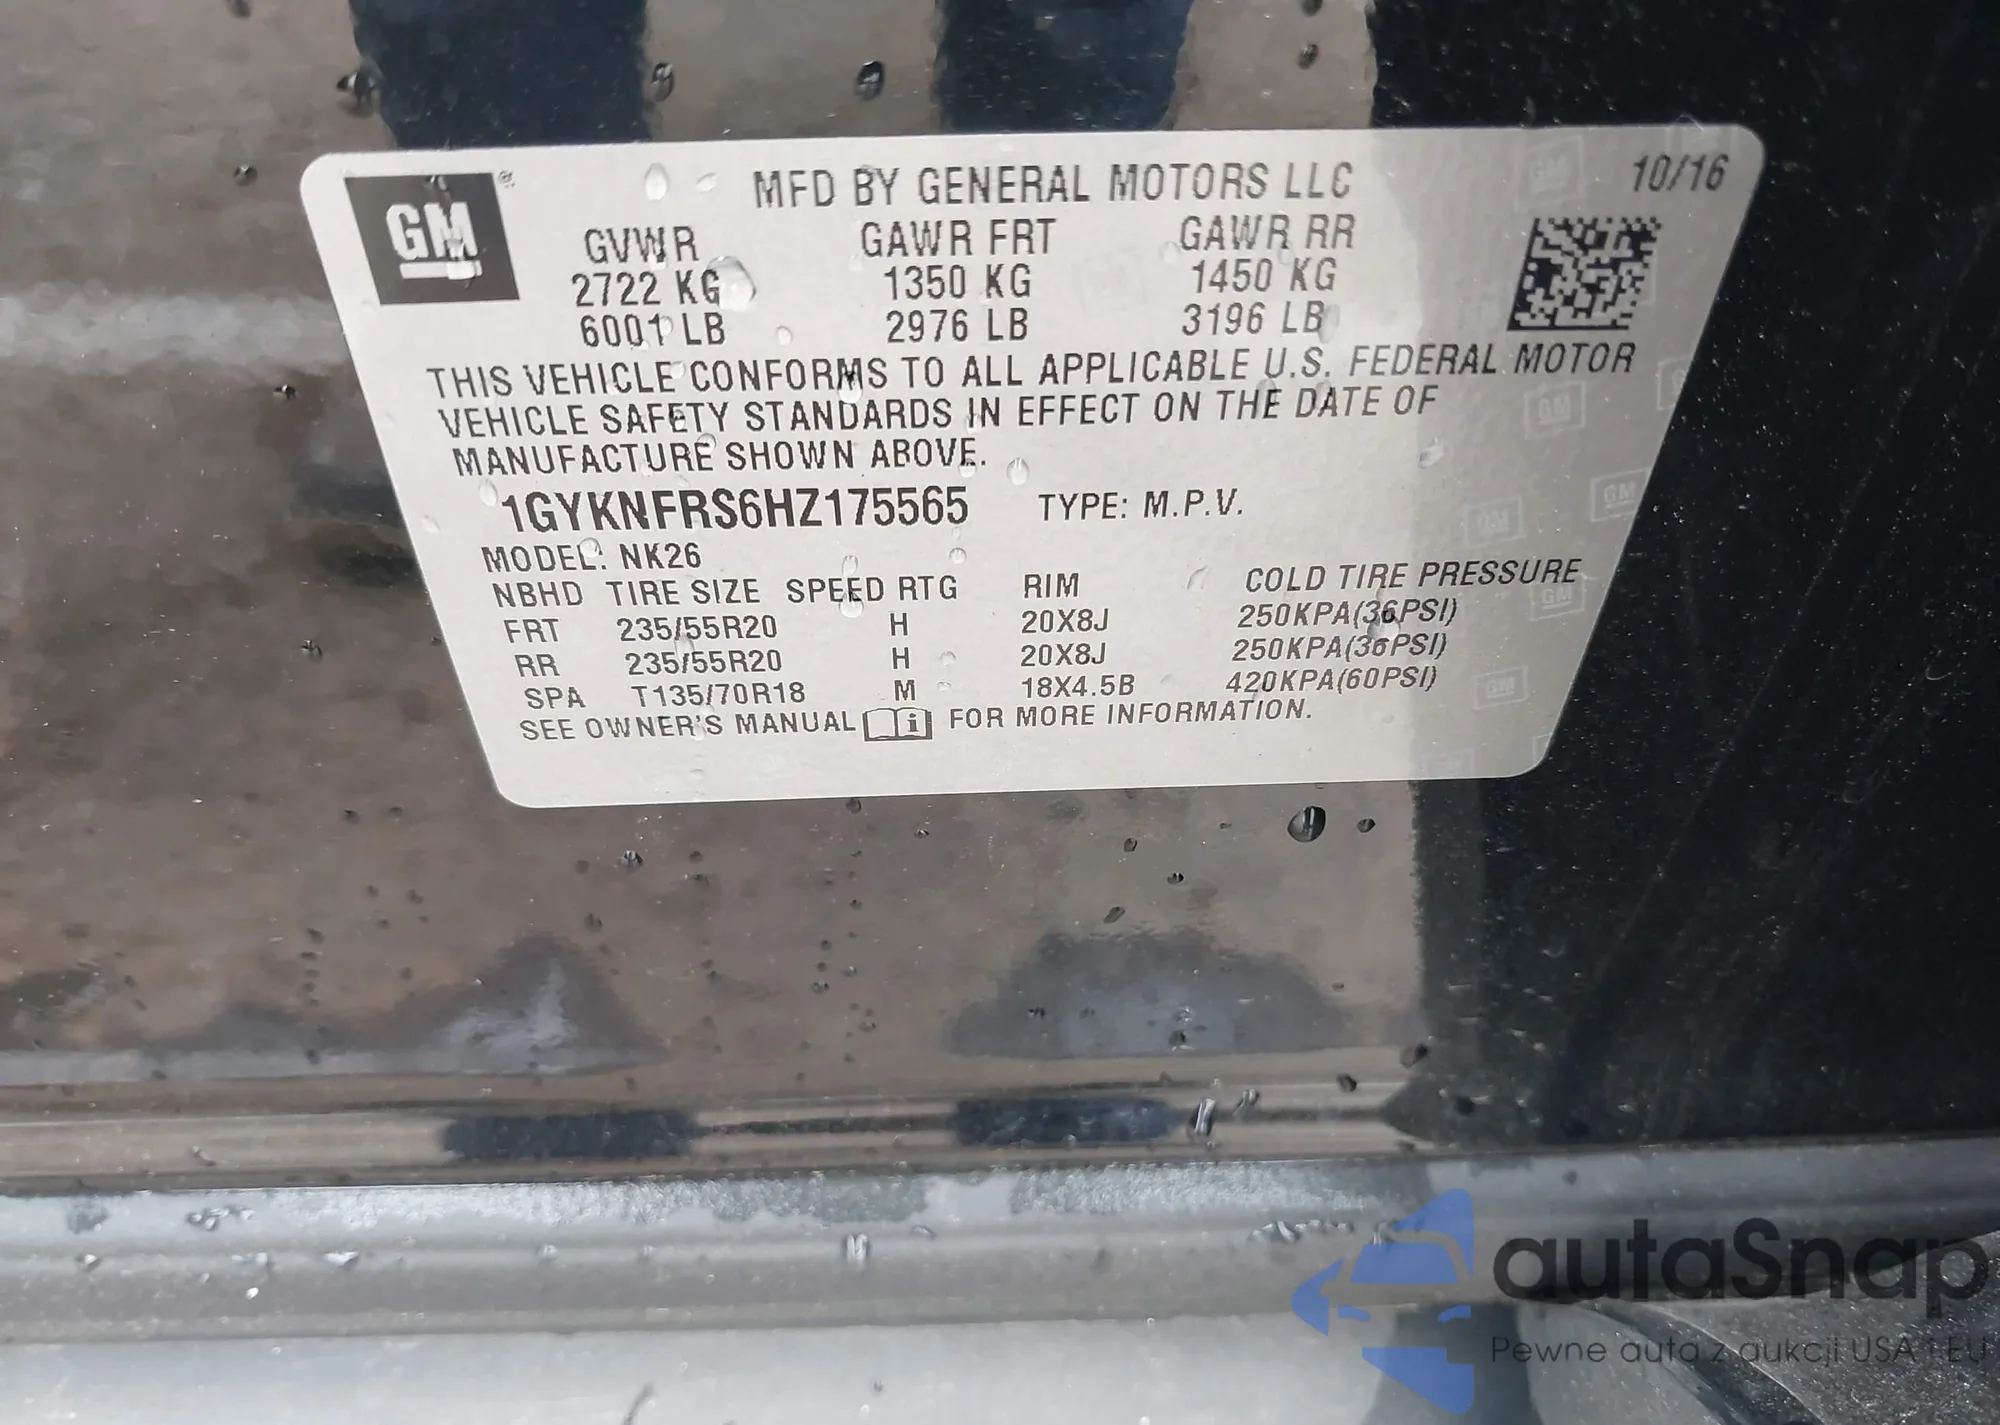 GM®
MFD BY GENERAL MOTORS LLC
10/16
GVWR GAWR FRT GAWR RR
2722 KG 1350 KG 1450 KG
6001 LB 2976 LB 3196 LB
THIS VEHICLE CONFORMS TO ALL APPLICABLE U.S. FEDERAL MOTOR
VEHICLE SAFETY STANDARDS IN EFFECT ON THE DATE OF
MANUFACTURE SHOWN ABOVE.
1GYKNFRS6HZ175565 TYPE: M.P.V.
MODEL: NK26
NBHD TIRE SIZE SPEED RTG RIM COLD TIRE PRESSURE
FRT 235/55R20 H 20X8J 250KPA(36PSI)
RR 235/55R20 H 20X8J 250KPA(36PSI)
SPA T135/70R18 M 18X4.5B 420KPA(60PSI)
SEE OWNER'S MANUAL i FOR MORE INFORMATION.
autaSnap
Pewne auta z aukcji USA i EU